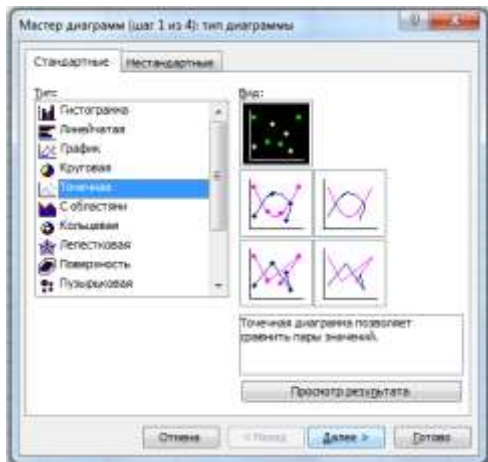 Мастер диаграмм (шаг 1 из 4): тип диаграммы
Стандартные
Нестандартные
Тип:
Гистограмма
Линейчатая
График
Круговая
Точечная
С областями
Кольцевая
Лепестковая
Поверхность
Пузырьковая
Вид:
Точечная диаграмма позволяет
сравнить пары значений.
Просмотр результата
Отмена
< Назад
Далее >
Готово